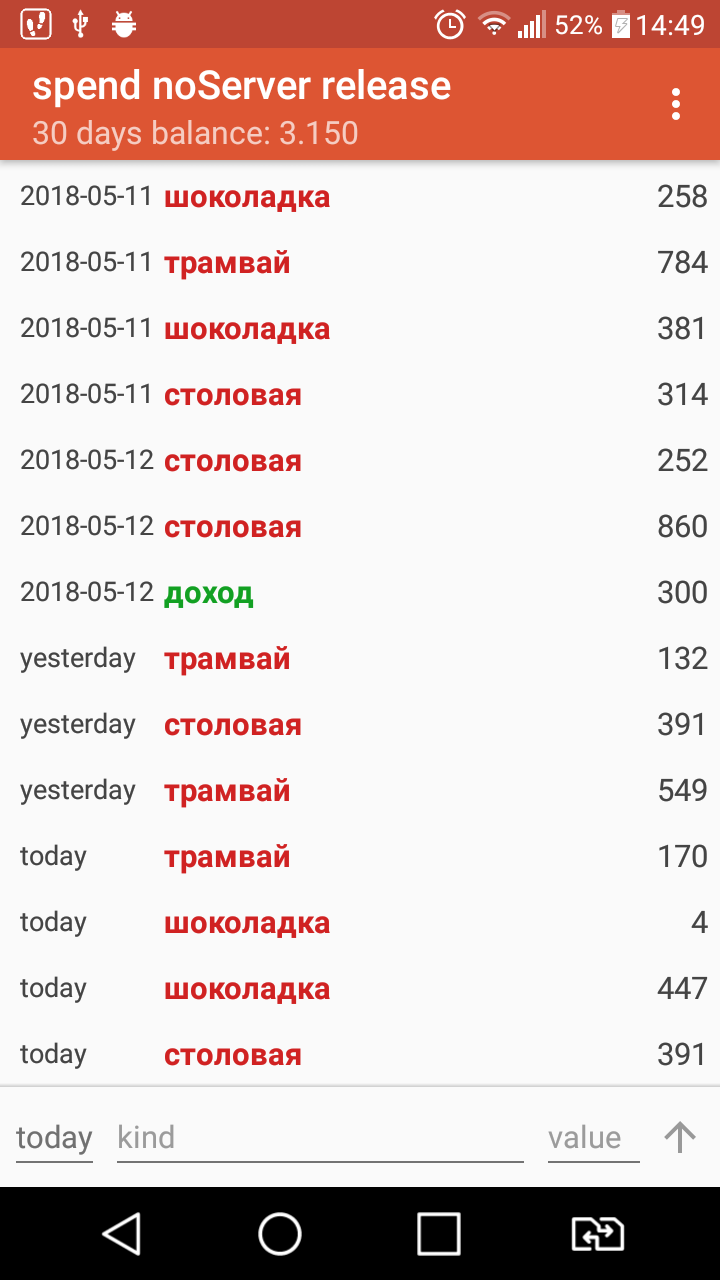 52% 14:49
spend noServer release
30 days balance: 3.150
2018-05-11 шоколадка 258
2018-05-11 трамвай 784
2018-05-11 шоколадка 381
2018-05-11 столовая 314
2018-05-12 столовая 252
2018-05-12 столовая 860
2018-05-12 доход 300
yesterday трамвай 132
yesterday столовая 391
yesterday трамвай 549
today трамвай 170
today шоколадка 4
today шоколадка 447
today столовая 391
today kind value